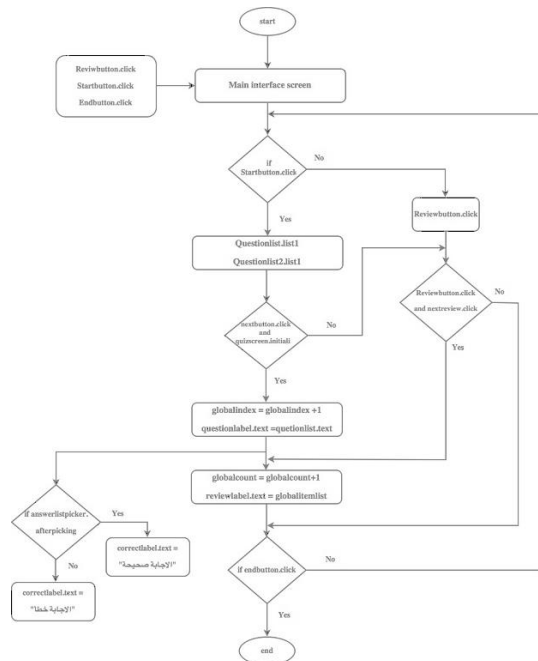 start
Reviwbutton.click
Startbutton.click
Endbutton.click
Main interface screen
if
Startbutton.click
No
Yes
Reviewbutton.click
Questionlist.list1
Questionlist2.list1
nextbutton.click
and
quizscreen.initiali
No
Yes
Reviewbutton.click
and nextreview.click
No
Yes
globalindex = globalindex +1
questionlabel.text =quetionlist.text
globalcount = globalcount+1
reviewlabel.text = globalitemlist
if answerlistpicker.
afterpicking
Yes
No
correctlabel.text =
"الاجابة صحيحة"
correctlabel.text =
"الاجابة خطا"
if endbutton.click
No
Yes
end